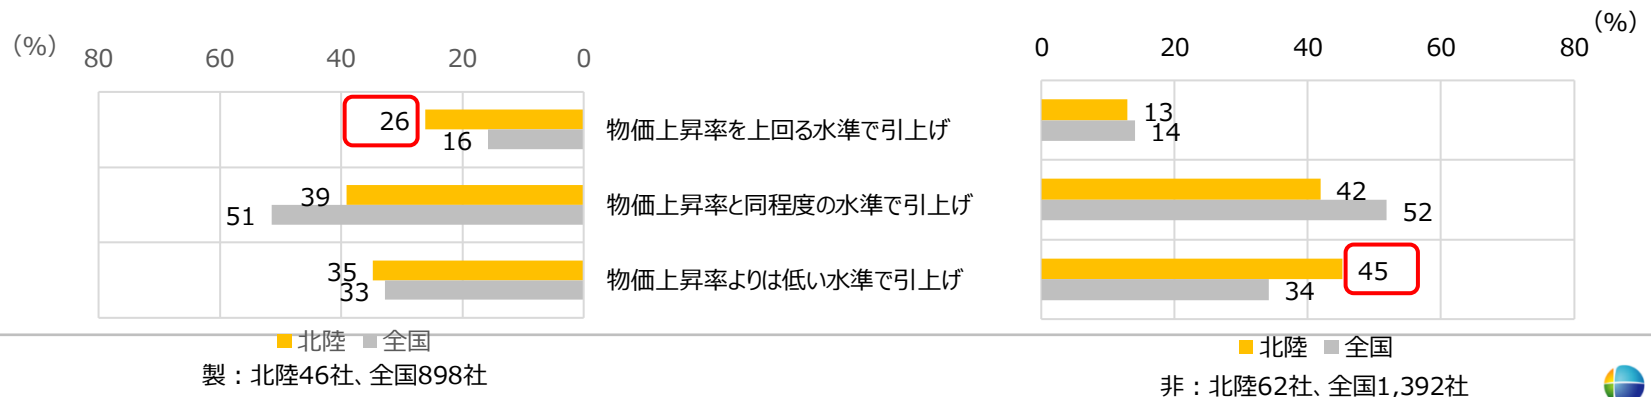 (%)
80 60 40 20 0
(%)
0 20 40 60 80
26
16
物価上昇率を上回る水準で引上げ
13
14
39
51
物価上昇率と同程度の水準で引上げ
42
52
35
33
物価上昇率よりは低い水準で引上げ
45
34
北陸 全国
製：北陸46社、全国898社
北陸 全国
非：北陸62社、全国1,392社